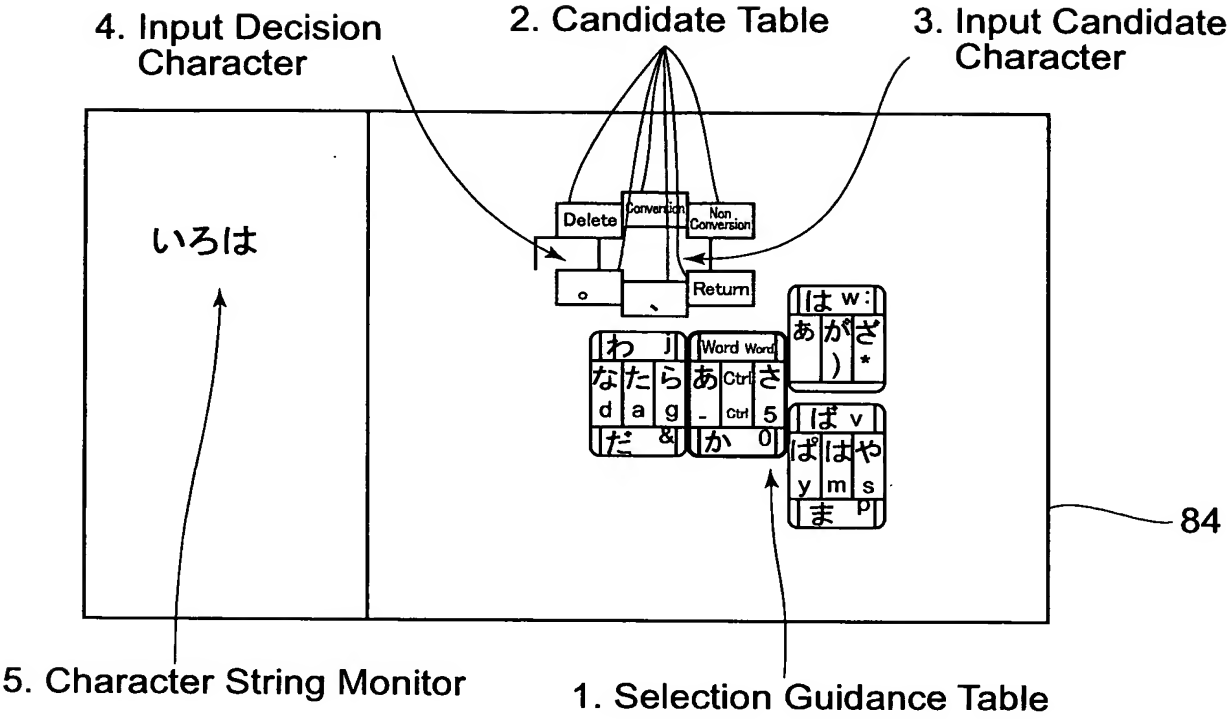 4. Input Decision
Character
2. Candidate Table
3. Input Candidate
Character
Delete
Conversion
Non
Conversion
いろは
。
、
Return
は w :
あ が ざ
) *
わ j
な た ら
d a g
だ &
Word Word
あ Ctrl さ
- Ctrl 5
か 0
ば v
ぱ は や
y m s
ま p
84
5. Character String Monitor
1. Selection Guidance Table